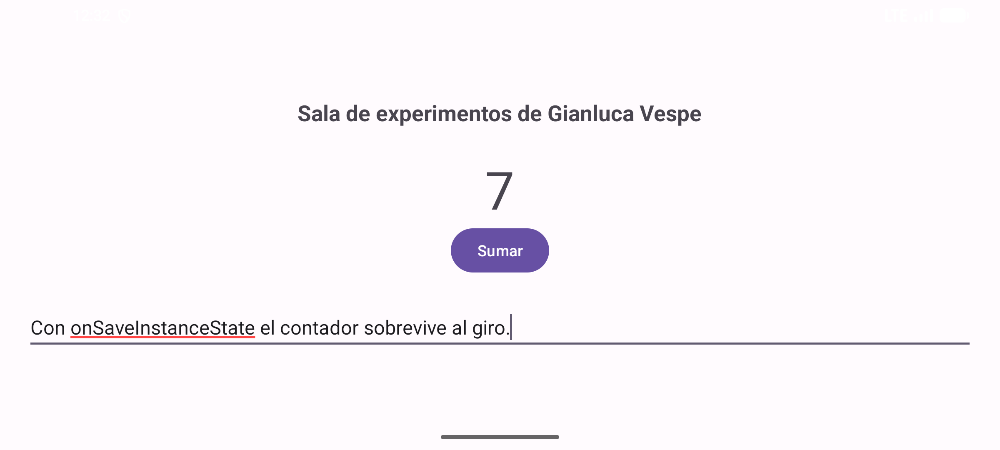 Sala de experimentos de Gianluca Vespe
7
Sumar
Con onSaveInstanceState el contador sobrevive al giro.